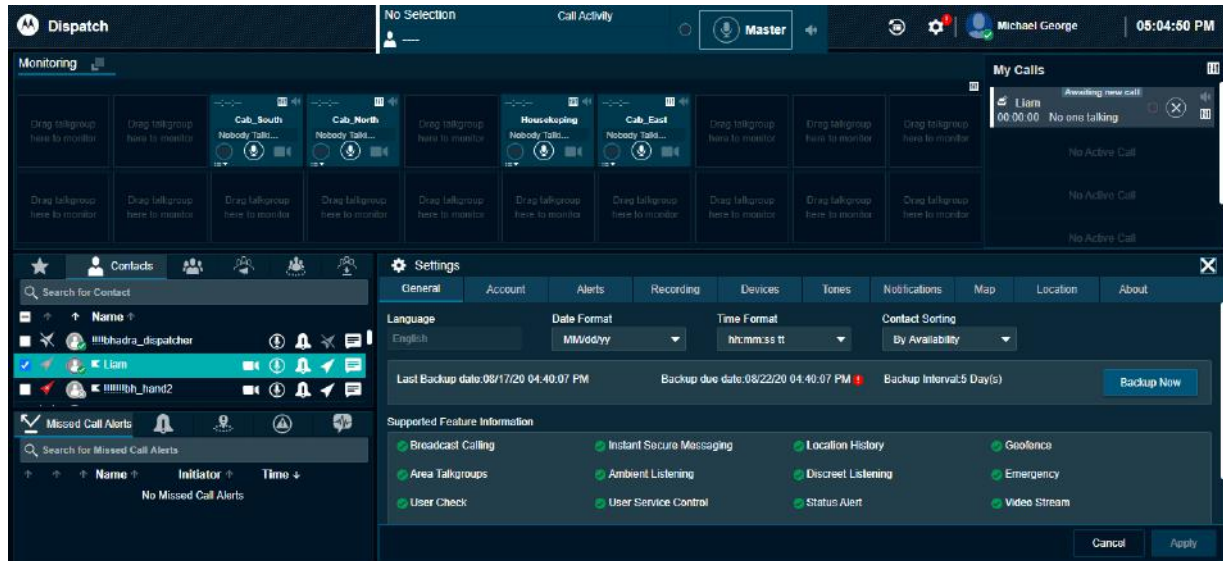 Dispatch
No Selection
Call Activity
----
Master
Michael George
05:04:50 PM
Monitoring
--:--:--
Cab_South
Nobody Talki...
--:--:--
Cab_North
Nobody Talki...
--:--:--
Housekuping
Nobody Talki...
--:--:--
Cab_East
Nobody Talki...
Drag talkgroup
here to monitor
Drag talkgroup
here to monitor
Drag talkgroup
here to monitor
Drag talkgroup
here to monitor
Drag talkgroup
here to monitor
Drag talkgroup
here to monitor
Drag talkgroup
here to monitor
Drag talkgroup
here to monitor
Drag talkgroup
here to monitor
Drag talkgroup
here to monitor
Drag talkgroup
here to monitor
Drag talkgroup
here to monitor
Drag talkgroup
here to monitor
Drag talkgroup
here to monitor
Drag talkgroup
here to monitor
Drag talkgroup
here to monitor
My Calls
Awaiting new call
Liam
00:00:00 No one talking
No Active Call
No Active Call
No Active Call
Contacts
Search for Contact
Name
!!!!bhadra_dispatcher
Liam
!!!!!!!bh_hand2
Missed Call Alerts
Search for Missed Call Alerts
Name Initiator Time
No Missed Call Alerts
Settings
General Account Alerts Recording Devices Tones Notifications Map Location About
Language Date Format Time Format Contact Sorting
English MM/dd/yy hh:mm:ss tt By Availability
Last Backup date:08/17/20 04:40:07 PM Backup due date:08/22/20 04:40:07 PM Backup Interval:5 Day(s) Backup Now
Supported Feature Information
Broadcast Calling Instant Secure Messaging Location History Geofence
Area Talkgroups Ambient Listening Discreet Listening Emergency
User Check User Service Control Status Alert Video Stream
Cancel Apply